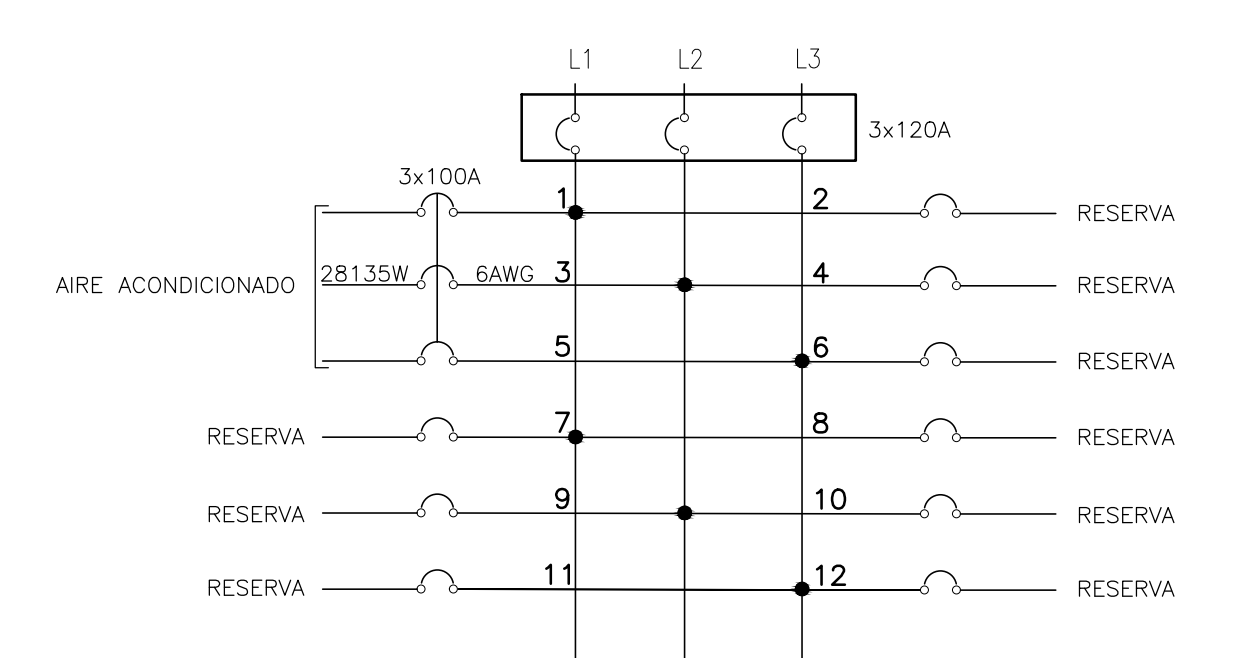 L1 L2 L3
3x120A
3x100A
1 2 RESERVA
AIRE ACONDICIONADO 28135W 6AWG 3 4 RESERVA
5 6 RESERVA
RESERVA 7 8 RESERVA
RESERVA 9 10 RESERVA
RESERVA 11 12 RESERVA